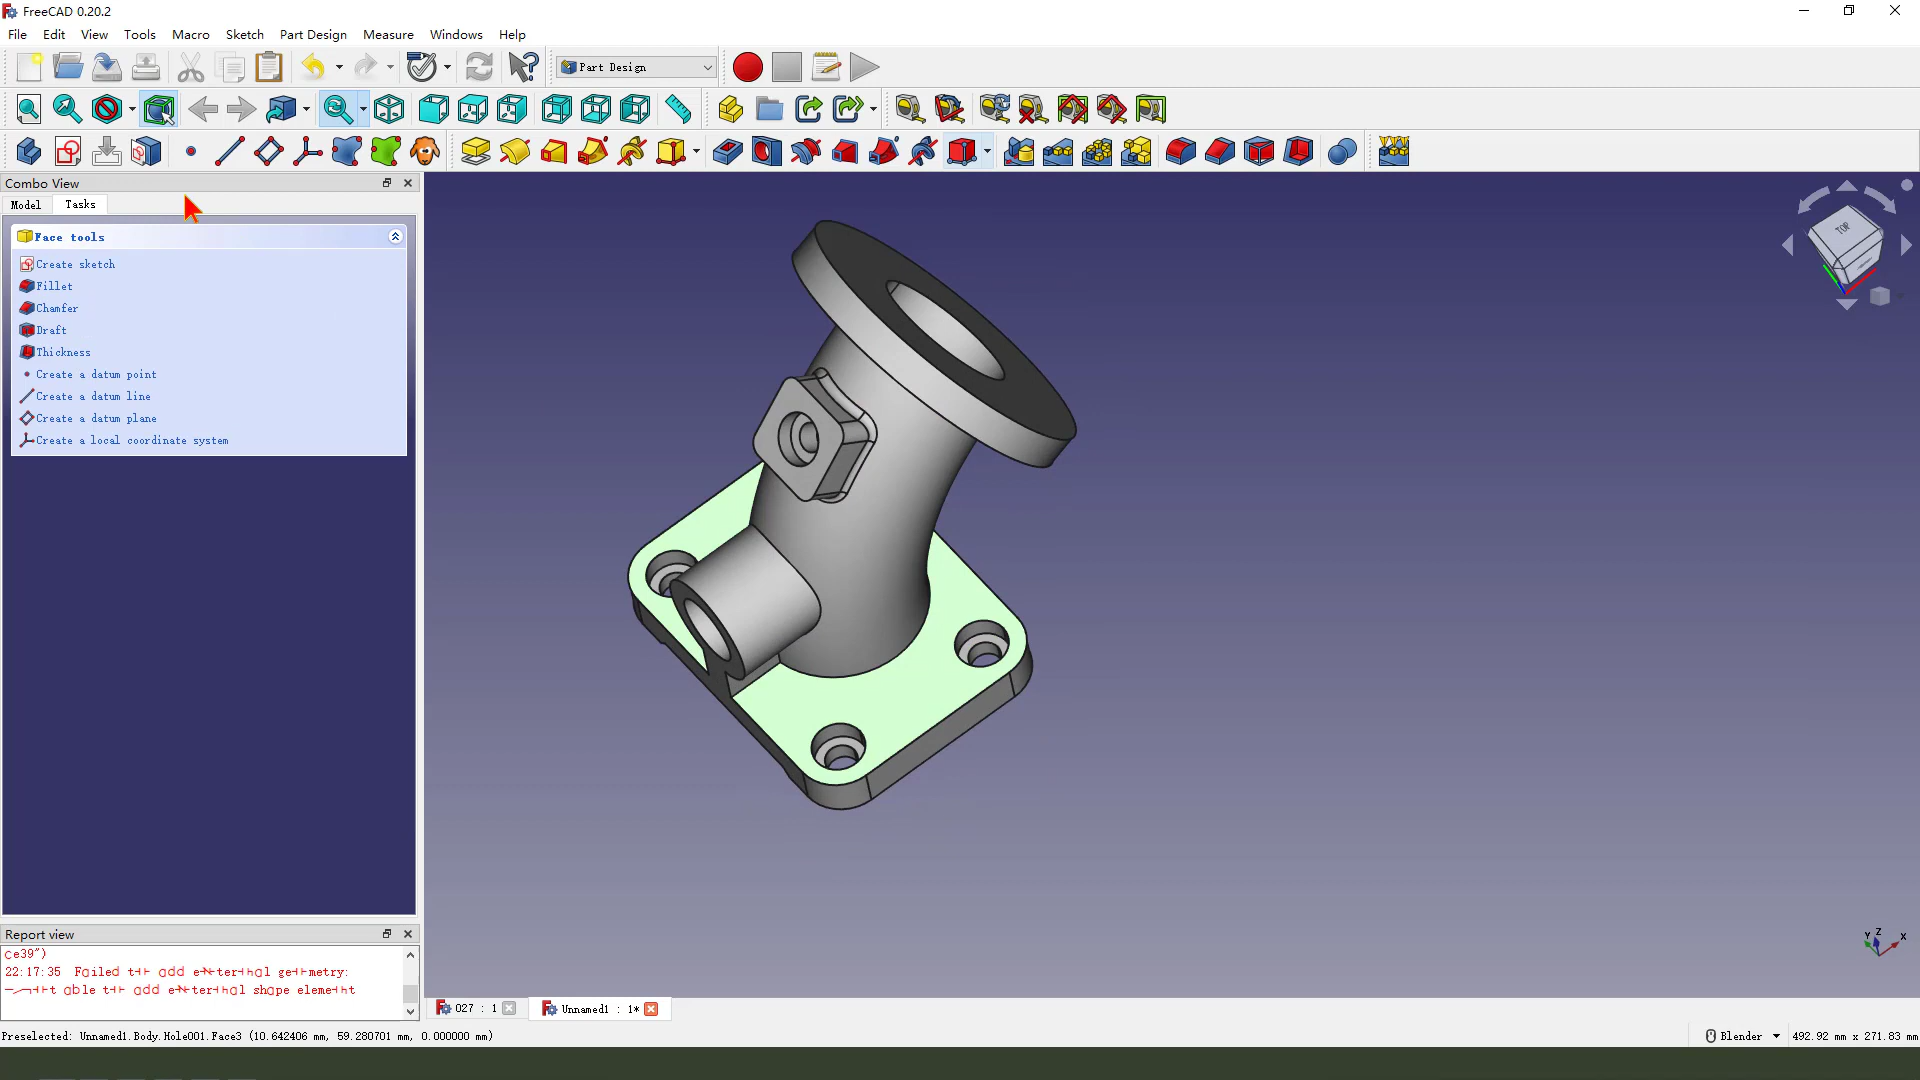 FreeCAD 0.20.2
File Edit View Tools Macro Sketch Part Design Measure Windows Help
Part Design
Combo View
Model Tasks
Face tools
Create sketch
Fillet
Chamfer
Draft
Thickness
Create a datum point
Create a datum line
Create a datum plane
Create a local coordinate system
TOP
Z
Y X
Report view
ce39")
22:17:35 Failed to add external geometry:
Not able to add external shape element
027 : 1
Unnamed1 : 1*
Preselected: Unnamed1.Body.Hole001.Face3 (10.642406 mm, 59.280701 mm, 0.000000 mm)
Blender
492.92 mm x 271.83 mm